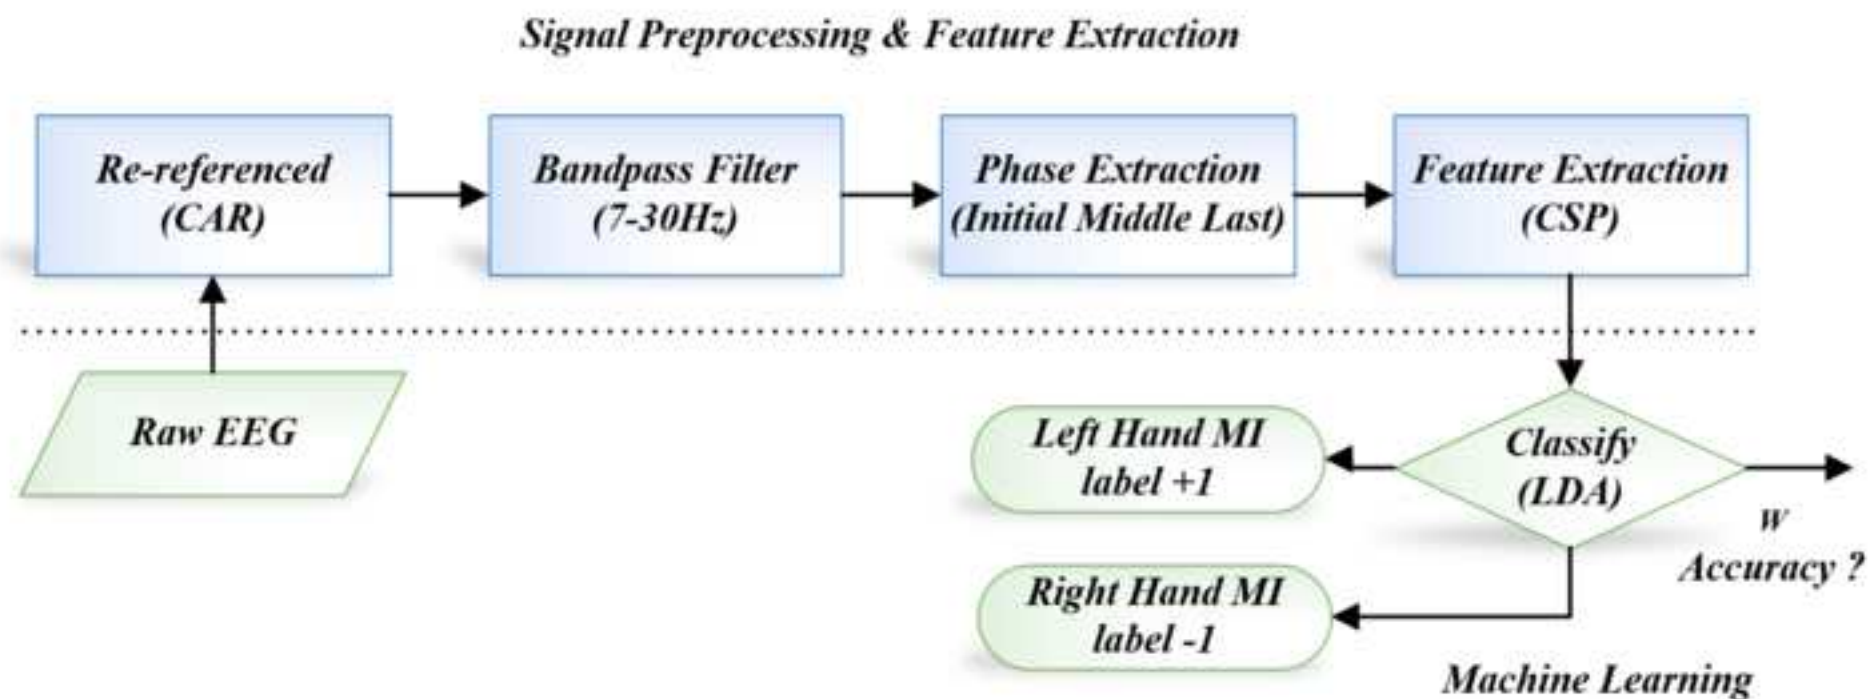 Signal Preprocessing & Feature Extraction
Re-referenced
(CAR)
Bandpass Filter
(7-30Hz)
Phase Extraction
(Initial Middle Last)
Feature Extraction
(CSP)
Raw EEG
Left Hand MI
label +1
Classify
(LDA)
W
Accuracy ?
Right Hand MI
label -1
Machine Learning